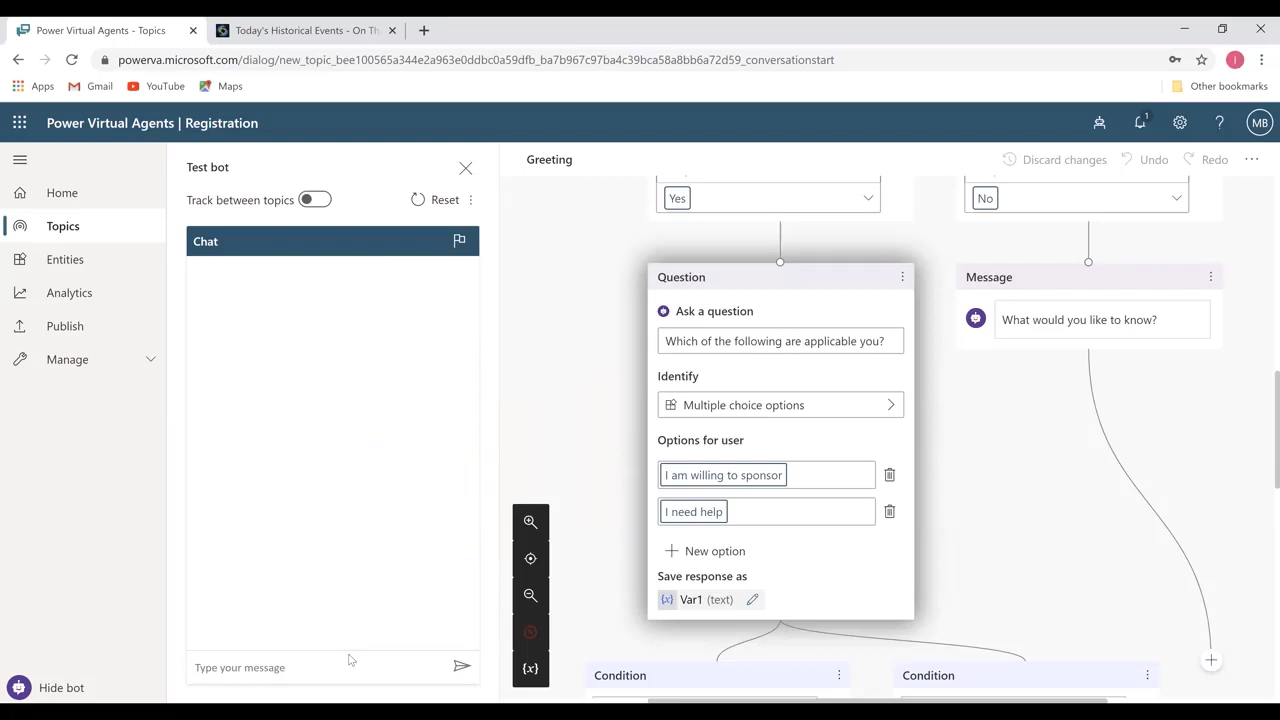 Power Virtual Agents - Topics
Today's Historical Events - On Th
powerva.microsoft.com/dialog/new_topic_bee100565a344e2a963e0ddbc0a59dfb_ba7b967c97ba4c39bca58a8bb6a72d59_conversationstart
Apps Gmail YouTube Maps Other bookmarks
Power Virtual Agents | Registration 1 ? MB
Home
Topics
Entities
Analytics
Publish
Manage
Hide bot
Test bot
Track between topics Reset
Chat
Type your message
Greeting Discard changes Undo Redo
Yes
No
Question
Ask a question
Which of the following are applicable you?
Identify
Multiple choice options
Options for user
I am willing to sponsor
I need help
New option
Save response as
{x} Var1 (text)
Message
What would you like to know?
{x}
Condition
Condition